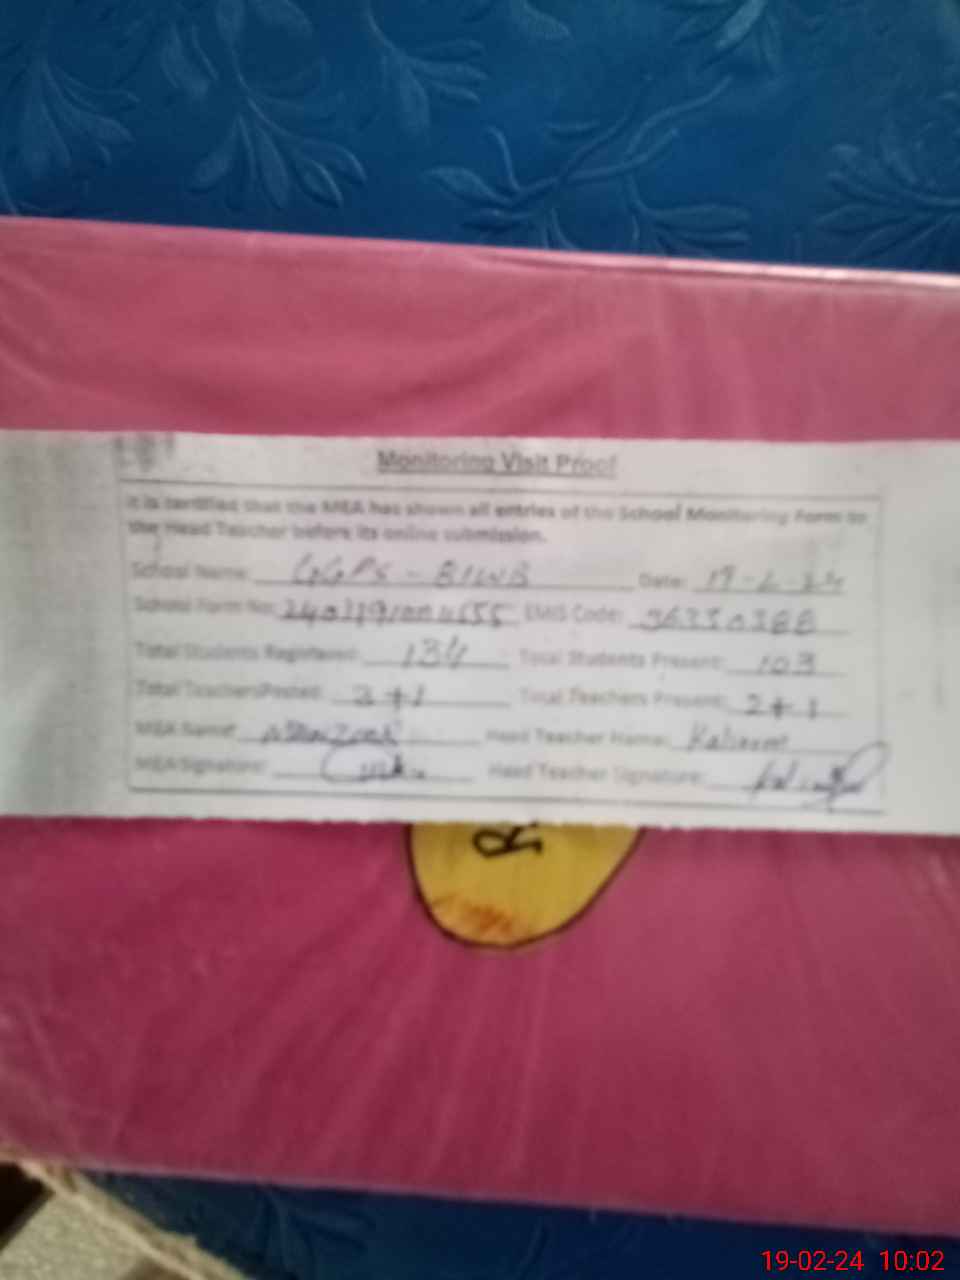 Monitoring Visit Proof
It is certified that the MEA has shown all entries of the School Monitoring Form to
the Head Teacher before its online submission.
School Name: GGPS - 81WB Date: 19-2-24
School Form No: EMIS Code: 36330388
Total Students Registered: 134 Total Students Present: 103
Total Teachers Posted: 3+1 Total Teachers Present: 2+1
MEA Name: Head Teacher Name: Kalsoom
MEA Signature: Head Teacher Signature:
19-02-24 10:02